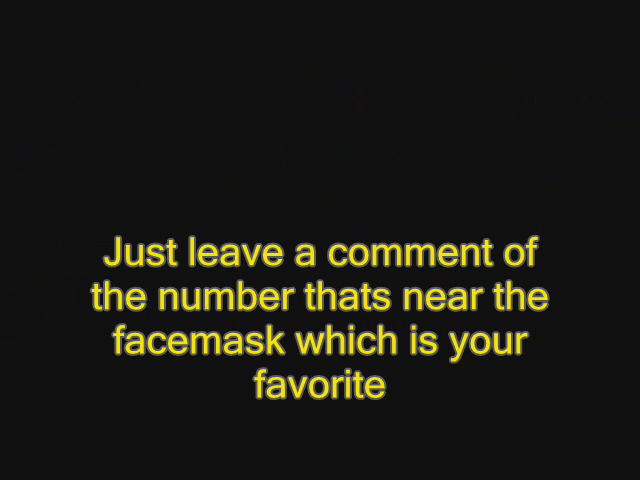 Just leave a comment of
the number thats near the
facemask which is your
favorite